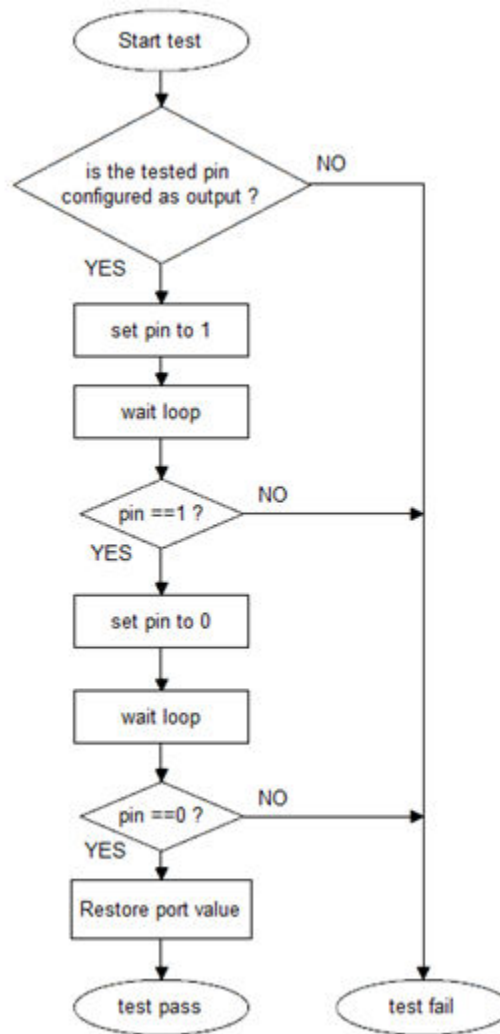 Start test
is the tested pin
configured as output ?
NO
YES
set pin to 1
wait loop
pin ==1 ?
NO
YES
set pin to 0
wait loop
pin ==0 ?
NO
YES
Restore port value
test pass
test fail